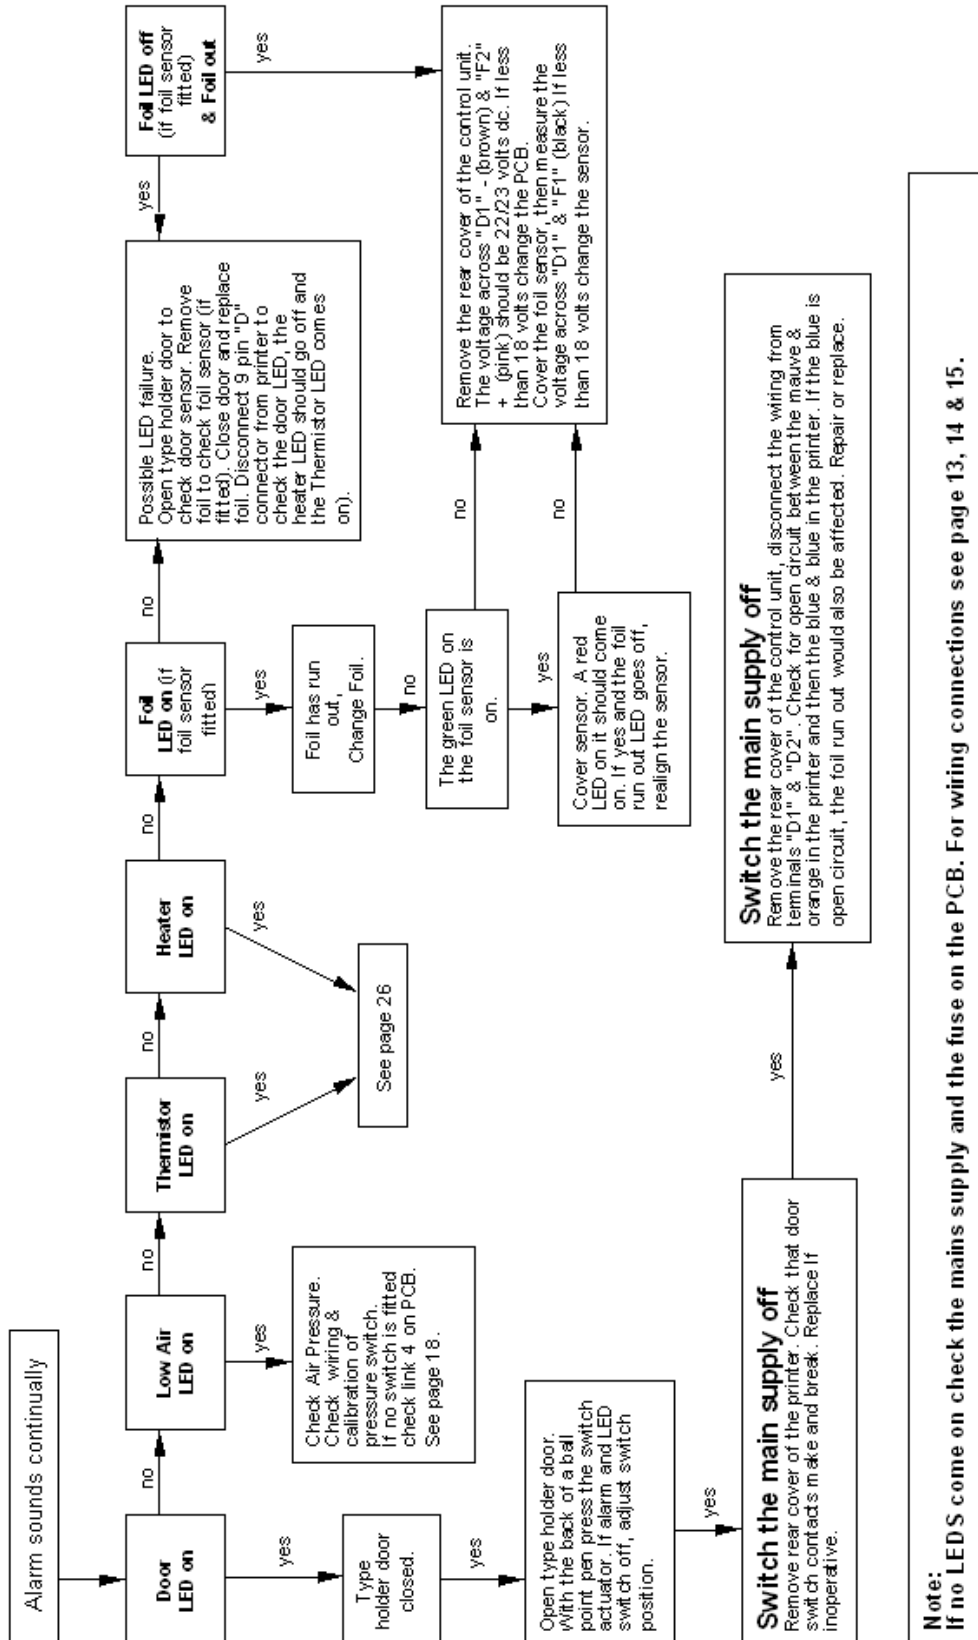 Alarm sounds continually
Door
LED on
no
Low Air
LED on
no
Thermistor
LED on
no
Heater
LED on
no
Foil
LED on (if
foil sensor
fitted)
no
Possible LED failure.
Open type holder door to
check door sensor. Remove
foil to check foil sensor (if
fitted). Close door and replace
foil. Disconnect 9 pin "D"
connector from printer to
check the door LED, the
heater LED should go off and
the Thermistor LED comes
on).
yes
Foil LED off
(if foil sensor
fitted)
& Foil out
yes
yes
Type
holder door
closed.
yes
Check Air Pressure.
Check wiring &
calibration of
pressure switch.
If no switch is fitted
check link 4 on PCB.
See page 18.
yes
yes
See page 26
yes
Foil has run
out,
Change Foil.
no
The green LED on
the foil sensor is
on.
no
Remove the rear cover of the control unit.
The voltage across "D1" - (brown) & "F2"
+ (pink) should be 22/23 volts dc. If less
than 18 volts change the PCB.
Cover the foil sensor, then measure the
voltage across "D1" & "F1" (black) If less
than 18 volts change the sensor.
yes
Cover sensor. A red
LED on it should come
on. If yes and the foil
run out LED goes off,
realign the sensor.
no
yes
Open type holder door.
With the back of a ball
point pen press the switch
actuator. If alarm and LED
switch off, adjust switch
position.
yes
Switch the main supply off
Remove rear cover of the printer. Check that door
switch contacts make and break. Replace If
inoperative.
yes
Switch the main supply off
Remove the rear cover of the control unit, disconnect the wiring from
terminals "D1" & "D2". Check for open circuit between the mauve &
orange in the printer and then the blue & blue in the printer. If the blue is
open circuit, the foil run out would also be affected. Repair or replace.
Note:
If no LEDS come on check the mains supply and the fuse on the PCB. For wiring connections see page 13, 14 & 15.